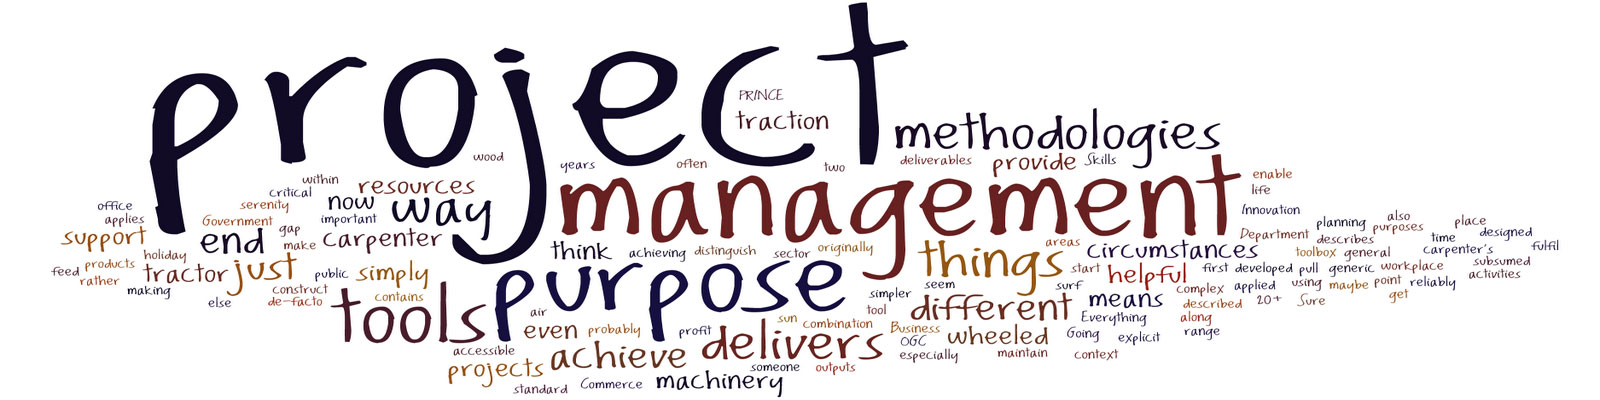 project
PRINCE
traction
methodologies
wood
years
often
two
deliverables
provide
Skills
management
enable
life
within
critical
resources
serenity
now
way
Innovation
office
applies
Government
important
gap
support
end
make
carpenter
planning
also
purposes
place
Department
describes
time
designed
think
achieving
distinguish
sector
originally
things
areas
circumstances
toolbox
general
carpenter's
fulfil
holiday
feed
products
tractor
just
public
simply
purpose
seem
start
helpful
first
developed
pull
generic
workplace
subsumed
activities
rather
making
construct
surf
complex
applied
using
maybe
point
reliably
else
de-facto
contains
tools
simpler
different
means
described
20+
Sure
get
air
tool
Everything
along
even
probably
profit
sun
combination
Business
wheeled
Going
explicit
range
OGC
accessible
achieve
delivers
especially
maintain
context
projects
someone
outputs
standard
Commerce
machinery